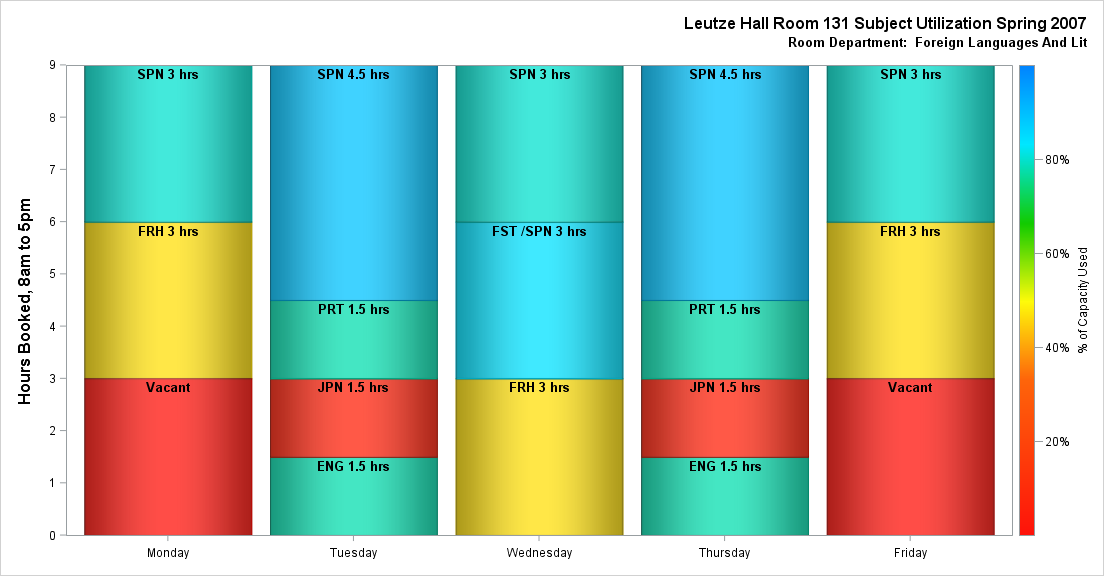 Leutze Hall Room 131 Subject Utilization Spring 2007
Room Department: Foreign Languages And Lit
Hours Booked, 8am to 5pm
9
8
7
6
5
4
3
2
1
0
SPN 3 hrs
FRH 3 hrs
Vacant
SPN 4.5 hrs
PRT 1.5 hrs
JPN 1.5 hrs
ENG 1.5 hrs
SPN 3 hrs
FST /SPN 3 hrs
FRH 3 hrs
SPN 4.5 hrs
PRT 1.5 hrs
JPN 1.5 hrs
ENG 1.5 hrs
SPN 3 hrs
FRH 3 hrs
Vacant
Monday
Tuesday
Wednesday
Thursday
Friday
80%
60%
40%
20%
% of Capacity Used